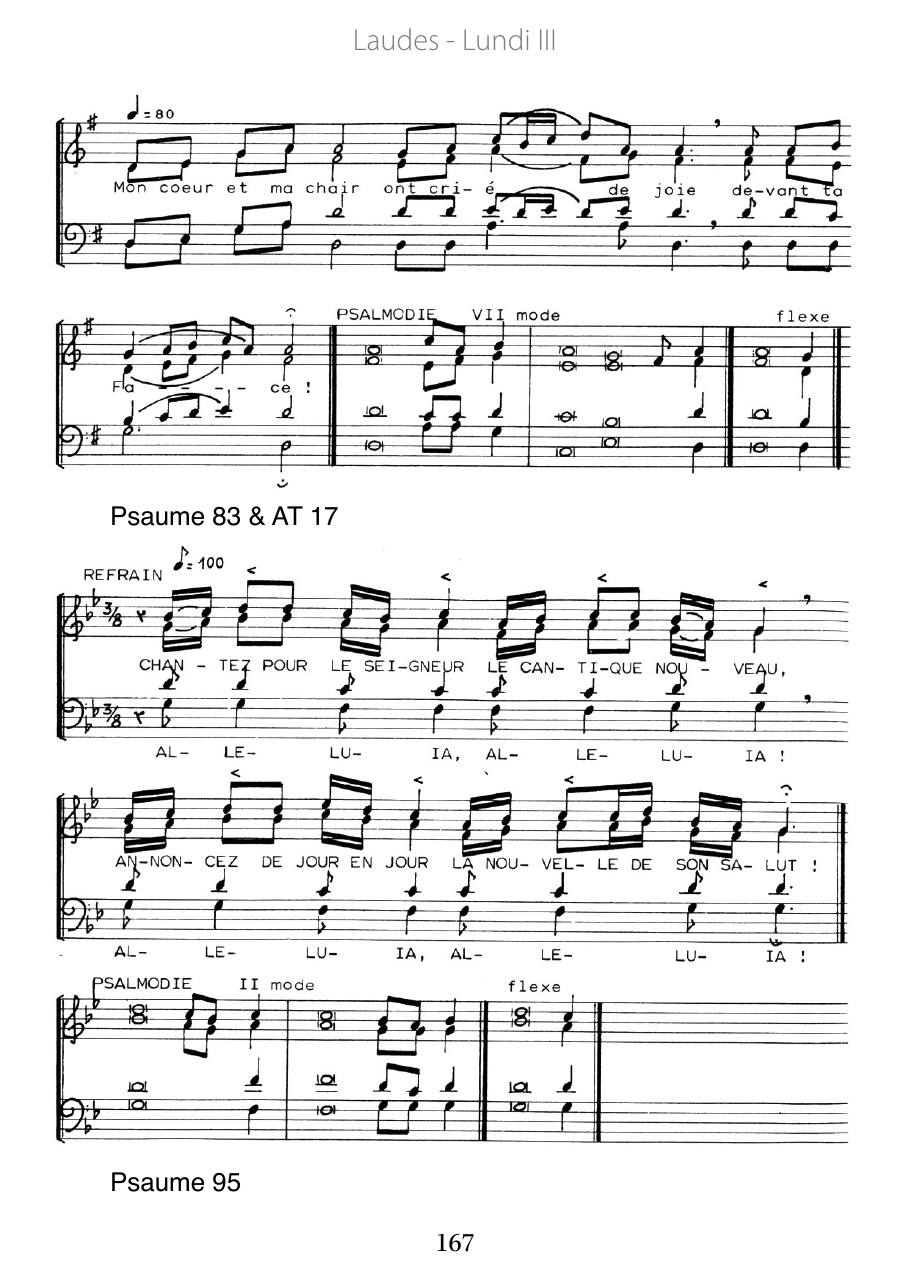 Laudes - Lundi III
♩ = 80
Mon coeur et ma chair ont cri-é de joie de-vant ta
PSALMODIE VII mode flexe
Fa - - - - ce !
Psaume 83 & AT 17
REFRAIN ♪ = 100
CHAN - TEZ POUR LE SEI-GNEUR LE CAN- TI-QUE NOU - VEAU,
AL- LE- LU- IA, AL- LE- LU- IA !
AN-NON-CEZ DE JOUR EN JOUR LA NOU-VEL-LE DE SON SA-LUT !
AL- LE- LU- IA, AL- LE- LU- IA !
PSALMODIE II mode flexe
Psaume 95
167